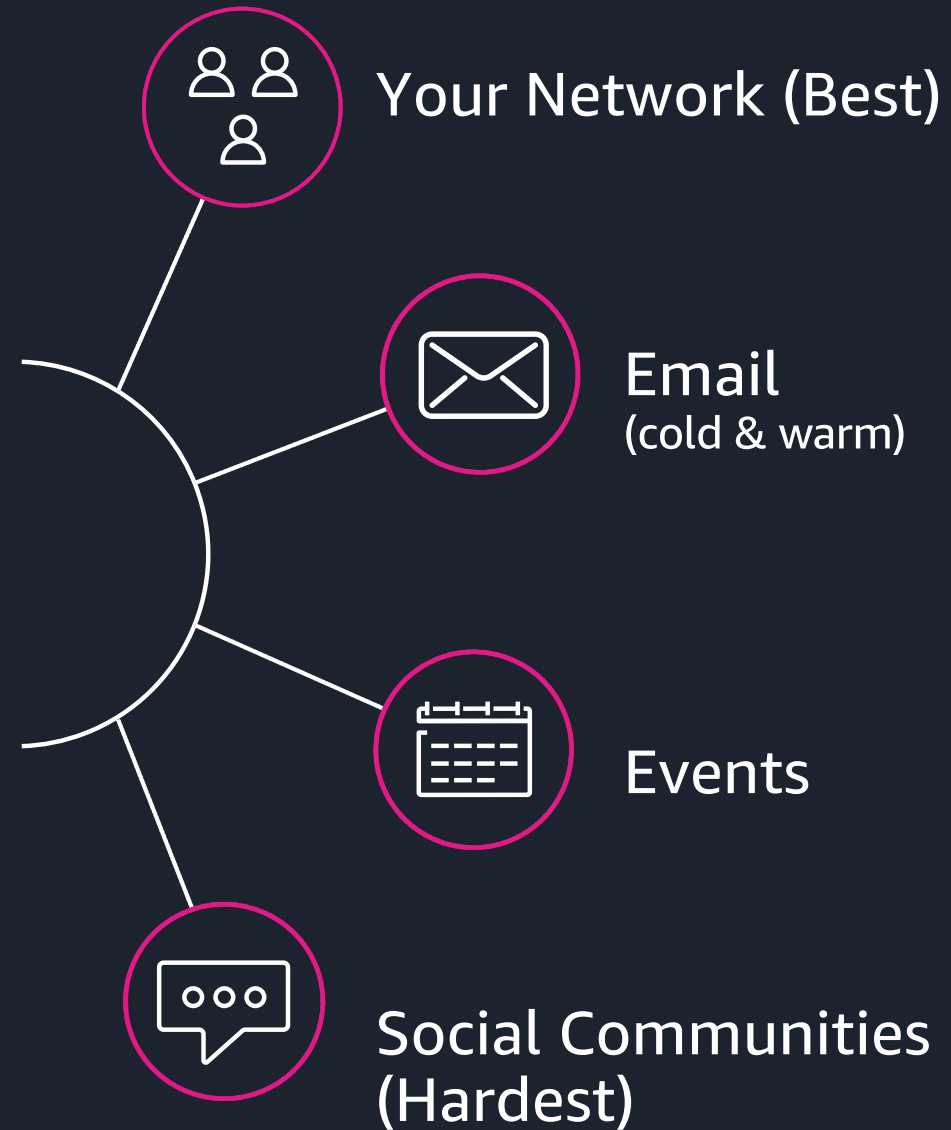 Your Network (Best)
Email
(cold & warm)
Events
Social Communities
(Hardest)